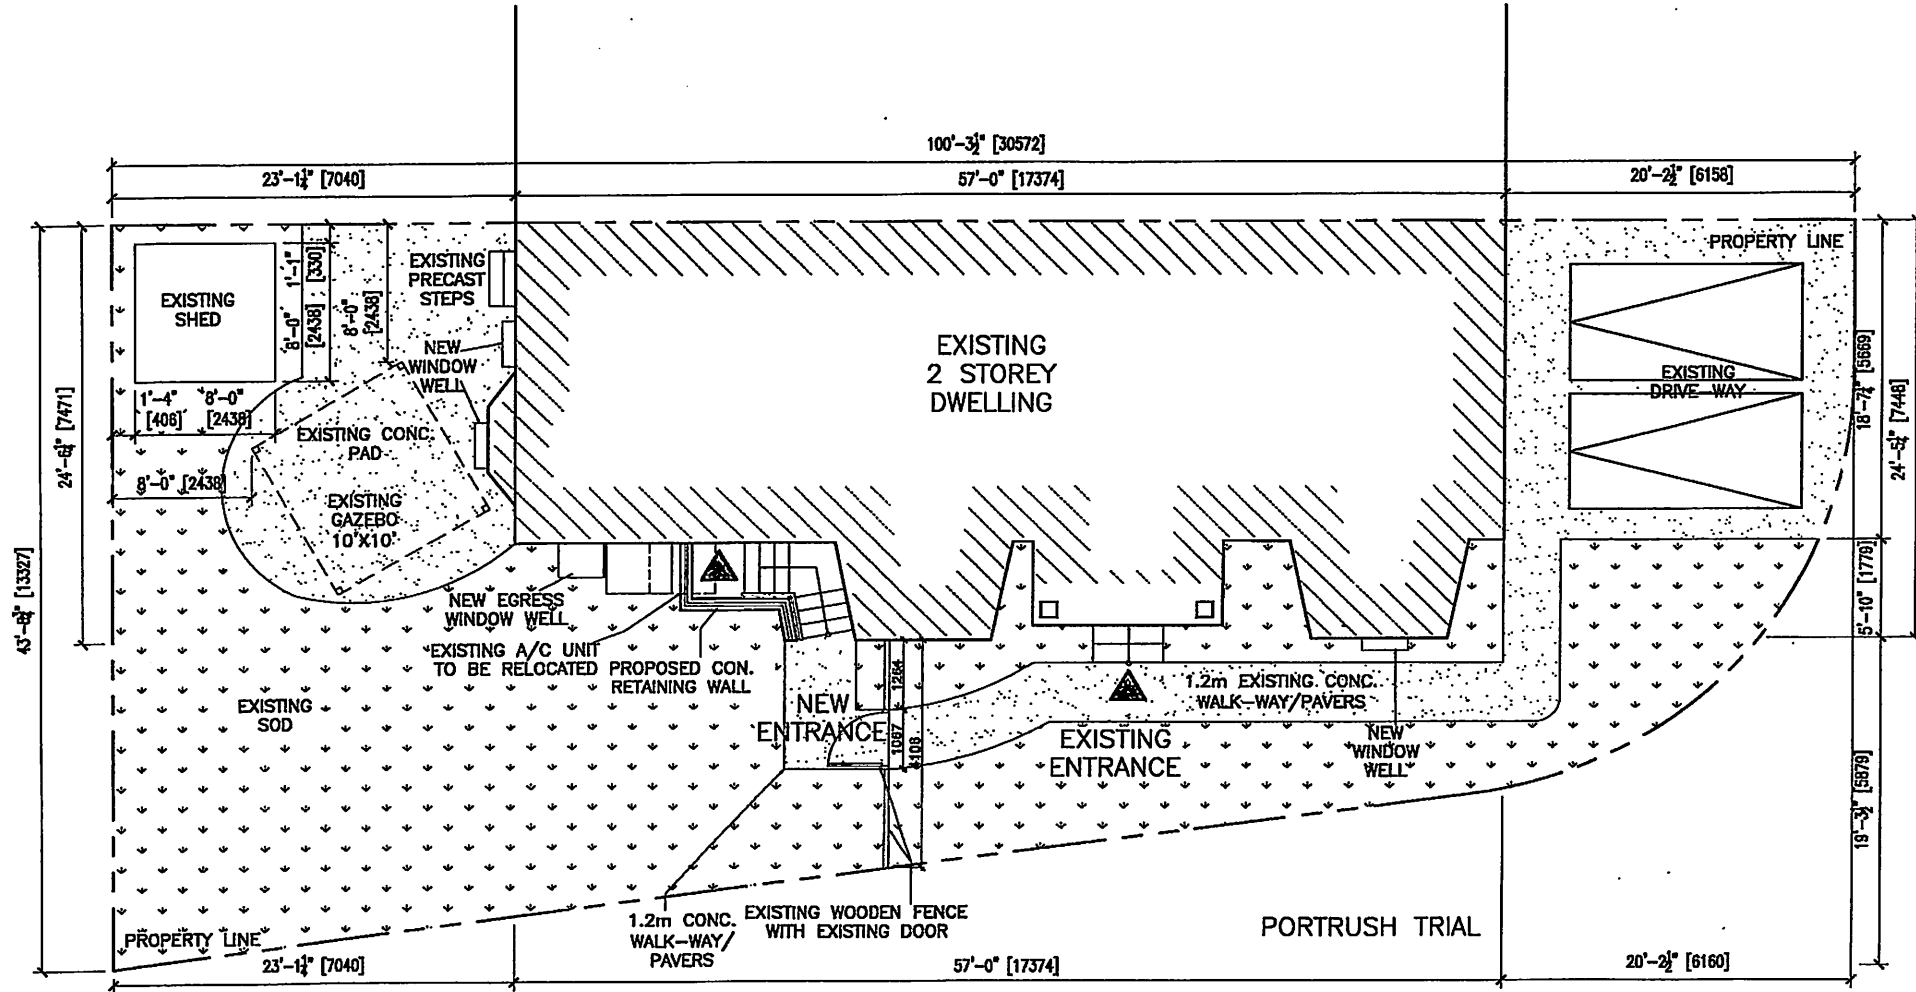 100'-3½" [30572]
23'-1¼" [7040]
57'-0" [17374]
20'-2½" [6158]
PROPERTY LINE
EXISTING
SHED
1'-1"
[330]
8'-0"
[2438]
8'-0"
[2438]
EXISTING
PRECAST
STEPS
NEW
WINDOW
WELL
EXISTING
2 STOREY
DWELLING
EXISTING
DRIVE-WAY
18'-7¼" [5669]
24'-5¼" [7448]
1'-4"
[406]
8'-0"
[2438]
24'-6¼" [7471]
EXISTING CONC.
PAD
8'-0" [2438]
EXISTING
GAZEBO
10'X10'
43'-8¾" [13327]
5'-10" [1779]
NEW EGRESS
WINDOW WELL
EXISTING A/C UNIT
TO BE RELOCATED
PROPOSED CON.
RETAINING WALL
EXISTING
SOD
NEW
ENTRANCE
1264
1067
4106
1.2m EXISTING CONC.
WALK-WAY/PAVERS
EXISTING
ENTRANCE
NEW
WINDOW
WELL
19'-3½" [5879]
1.2m CONC.
WALK-WAY/
PAVERS
EXISTING WOODEN FENCE
WITH EXISTING DOOR
PORTRUSH TRIAL
PROPERTY LINE
23'-1¼" [7040]
57'-0" [17374]
20'-2½" [6160]